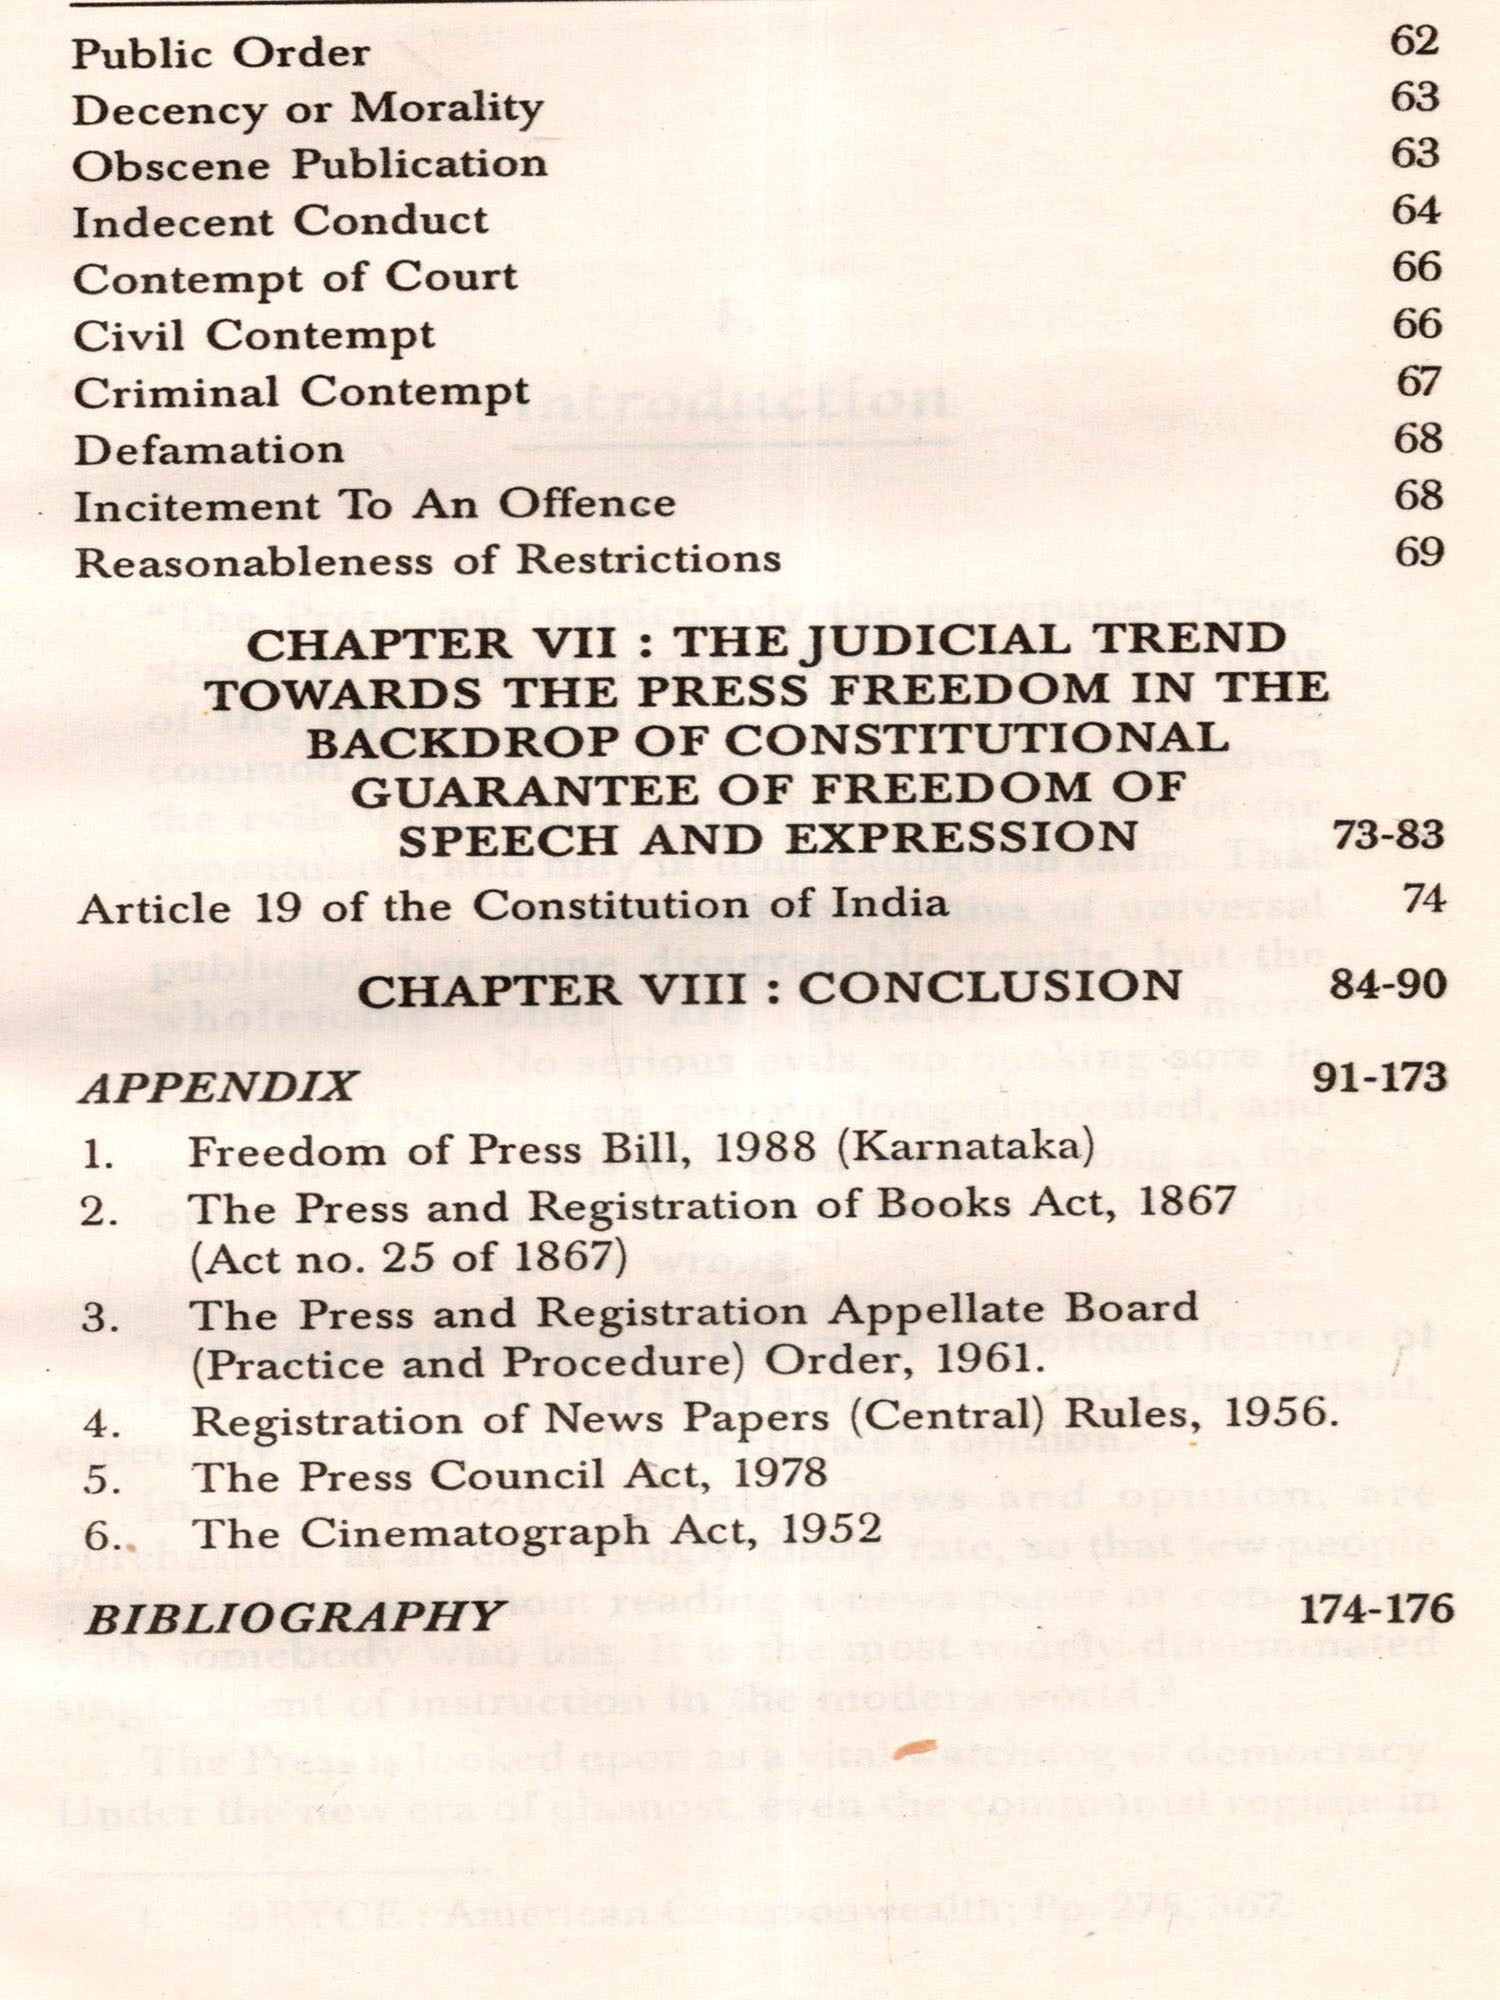 Public Order 62
Decency or Morality 63
Obscene Publication 63
Indecent Conduct 64
Contempt of Court 66
Civil Contempt 66
Criminal Contempt 67
Defamation 68
Incitement To An Offence 68
Reasonableness of Restrictions 69
CHAPTER VII : THE JUDICIAL TREND
TOWARDS THE PRESS FREEDOM IN THE
BACKDROP OF CONSTITUTIONAL
GUARANTEE OF FREEDOM OF
SPEECH AND EXPRESSION 73-83
Article 19 of the Constitution of India 74
CHAPTER VIII : CONCLUSION 84-90
APPENDIX 91-173
1. Freedom of Press Bill, 1988 (Karnataka)
2. The Press and Registration of Books Act, 1867
(Act no. 25 of 1867)
3. The Press and Registration Appellate Board
(Practice and Procedure) Order, 1961.
4. Registration of News Papers (Central) Rules, 1956.
5. The Press Council Act, 1978
6. The Cinematograph Act, 1952
BIBLIOGRAPHY 174-176